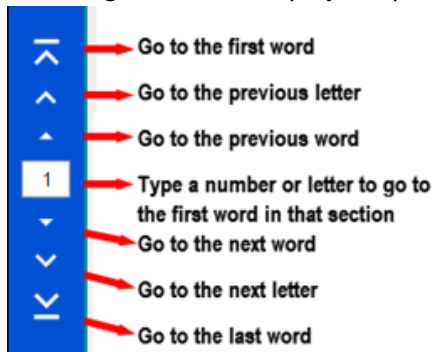 Go to the first word
Go to the previous letter
Go to the previous word
1
Type a number or letter to go to
the first word in that section
Go to the next word
Go to the next letter
Go to the last word